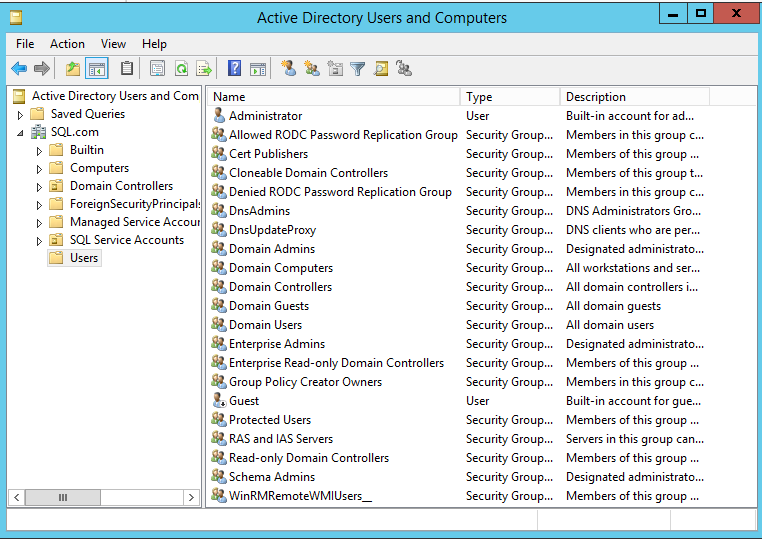 Active Directory Users and Computers
File Action View Help
Active Directory Users and Com
Saved Queries
SQL.com
Builtin
Computers
Domain Controllers
ForeignSecurityPrincipals
Managed Service Accour
SQL Service Accounts
Users
Name Type Description
Administrator User Built-in account for ad...
Allowed RODC Password Replication Group Security Group... Members in this group c...
Cert Publishers Security Group... Members of this group ...
Cloneable Domain Controllers Security Group... Members of this group t...
Denied RODC Password Replication Group Security Group... Members in this group c...
DnsAdmins Security Group... DNS Administrators Gro...
DnsUpdateProxy Security Group... DNS clients who are per...
Domain Admins Security Group... Designated administrato...
Domain Computers Security Group... All workstations and ser...
Domain Controllers Security Group... All domain controllers i...
Domain Guests Security Group... All domain guests
Domain Users Security Group... All domain users
Enterprise Admins Security Group... Designated administrato...
Enterprise Read-only Domain Controllers Security Group... Members of this group ...
Group Policy Creator Owners Security Group... Members in this group c...
Guest User Built-in account for gue...
Protected Users Security Group... Members of this group ...
RAS and IAS Servers Security Group... Servers in this group can...
Read-only Domain Controllers Security Group... Members of this group ...
Schema Admins Security Group... Designated administrato...
WinRMRemoteWMIUsers__ Security Group... Members of this group ...